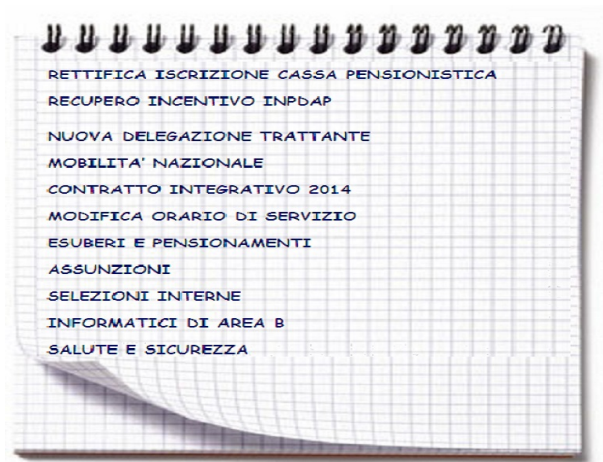 RETTIFICA ISCRIZIONE CASSA PENSIONISTICA
RECUPERO INCENTIVO INPDAP
NUOVA DELEGAZIONE TRATTANTE
MOBILITA' NAZIONALE
CONTRATTO INTEGRATIVO 2014
MODIFICA ORARIO DI SERVIZIO
ESUBERI E PENSIONAMENTI
ASSUNZIONI
SELEZIONI INTERNE
INFORMATICI DI AREA B
SALUTE E SICUREZZA